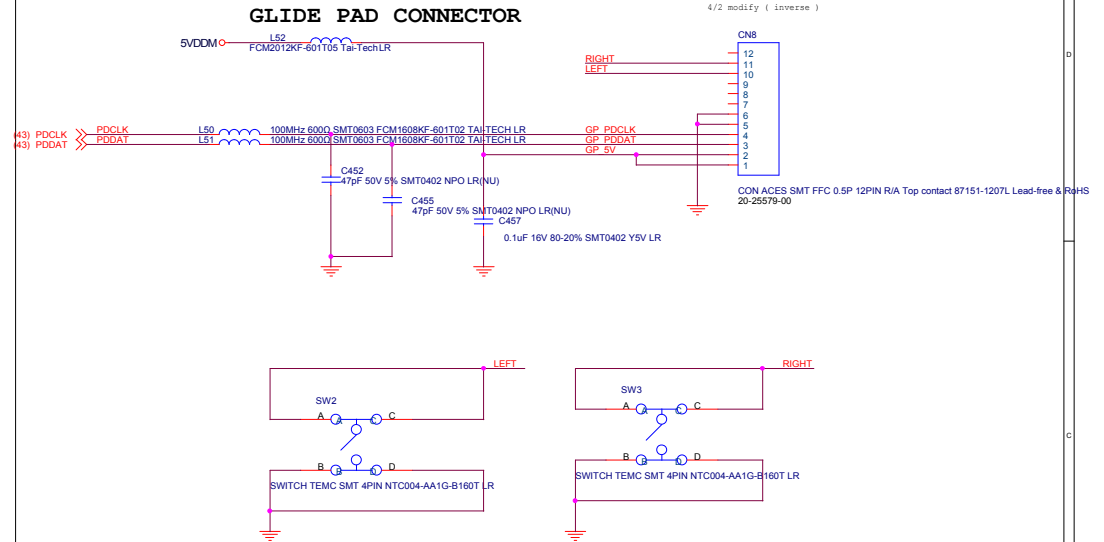 4/2 modify ( inverse )
GLIDE PAD CONNECTOR
5VDDM
L52
FCM2012KF-601T05 Tai-TechLR
CN8
RIGHT
LEFT
12
11
10
9
8
7
6
5
4
3
2
1
D
(43) PDCLK
PDCLK
L50
100MHz 600Ω SMT0603 FCM1608KF-601T02 TAI-TECH LR
GP_PDCLK
(43) PDDAT
PDDAT
L51
100MHz 600Ω SMT0603 FCM1608KF-601T02 TAI-TECH LR
GP_PDDAT
GP_5V
C452
47pF 50V 5% SMT0402 NPO LR(NU)
C455
47pF 50V 5% SMT0402 NPO LR(NU)
C457
0.1uF 16V 80-20% SMT0402 Y5V LR
CON ACES SMT FFC 0.5P 12PIN R/A Top contact 87151-1207L Lead-free & RoHS
20-25579-00
LEFT
SW2
A A C C
B B D D
SWITCH TEMC SMT 4PIN NTC004-AA1G-B160T LR
RIGHT
SW3
A A C C
B B D D
SWITCH TEMC SMT 4PIN NTC004-AA1G-B160T LR
C